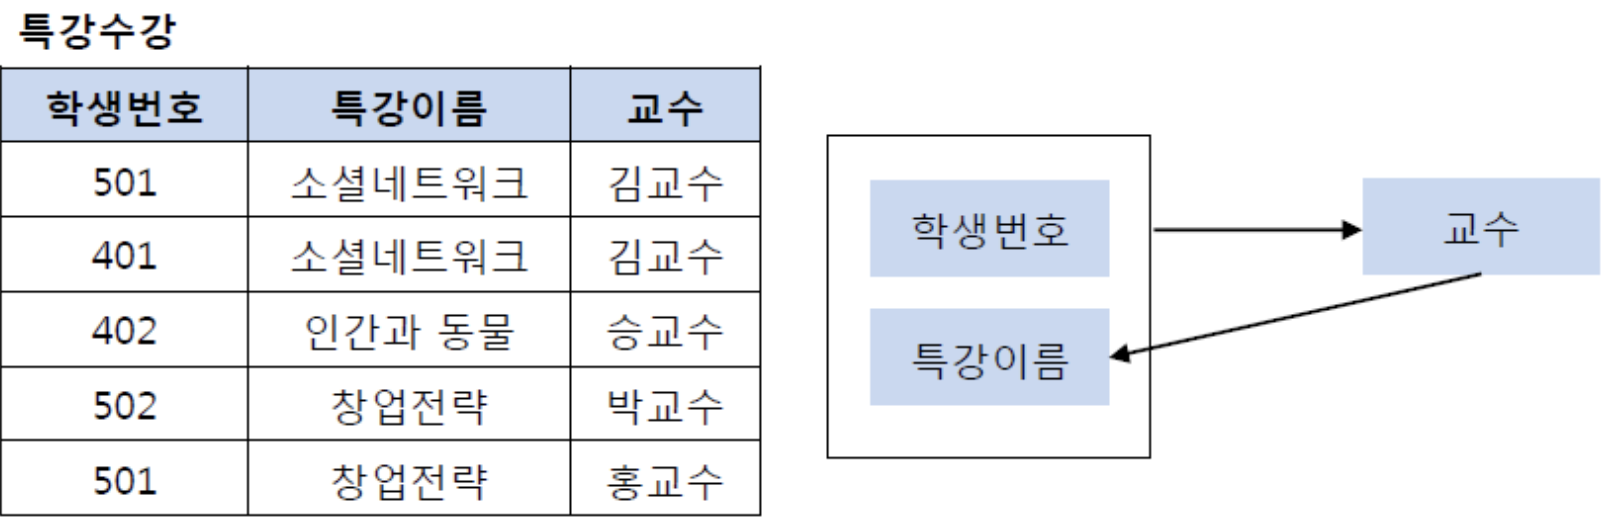 특강수강
학생번호 특강이름 교수
501 소셜네트워크 김교수
401 소셜네트워크 김교수
402 인간과 동물 승교수
502 창업전략 박교수
501 창업전략 홍교수
학생번호
교수
특강이름